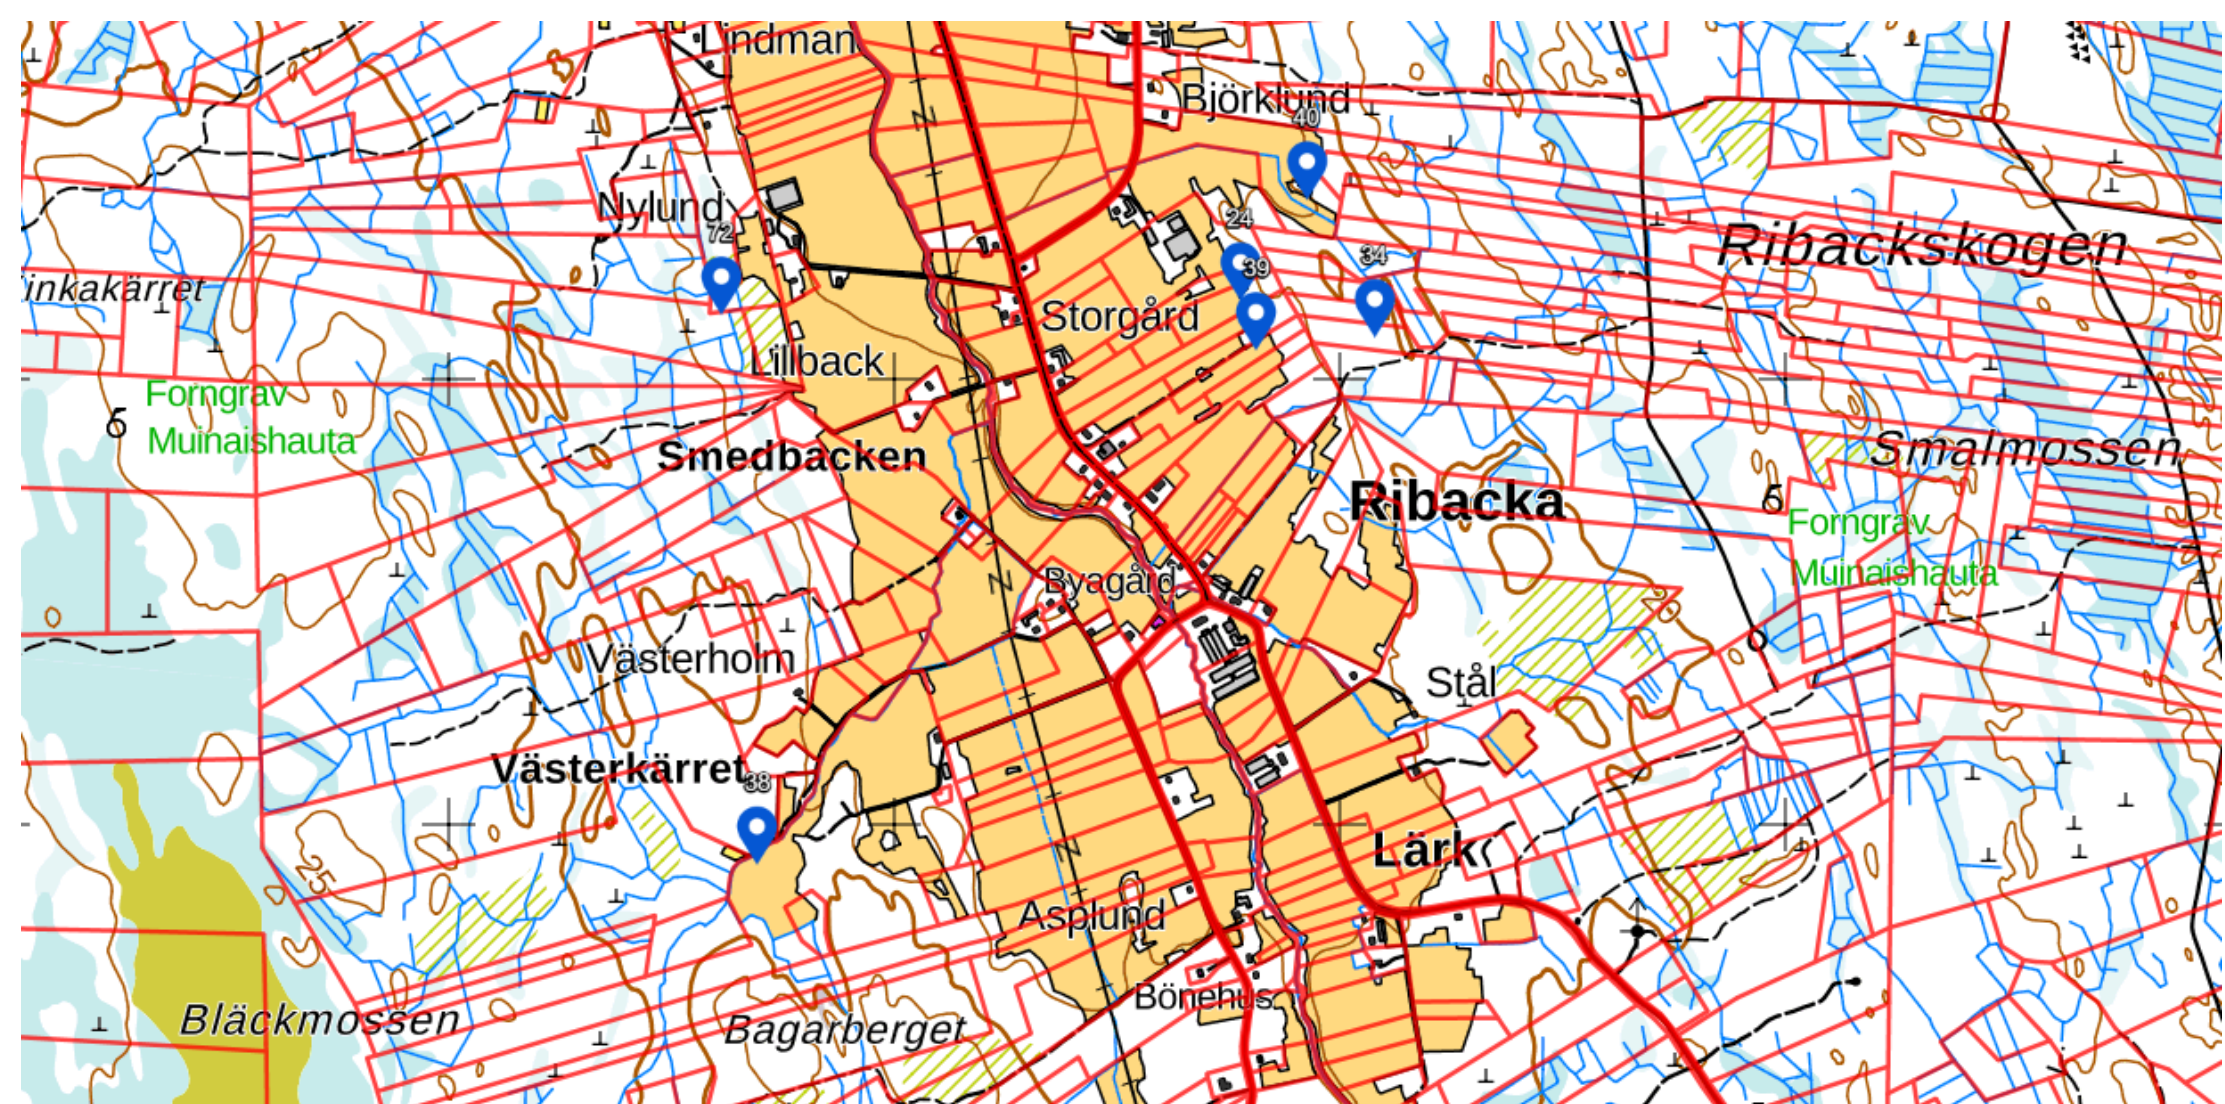 Lindman
Björklund
40
Nylund
72
24
Ribackskogen
39
34
inkakärret
Storgård
Lillback
Forngrav
Muinaishauta
Smedbacken
Smalmossen
Ribacka
Forngrav
Muinaishauta
Byagård
20
Västerholm
Stål
Västerkärret
38
Lärk
25
Asplund
Bönehus
Bläckmossen
Bagarberget